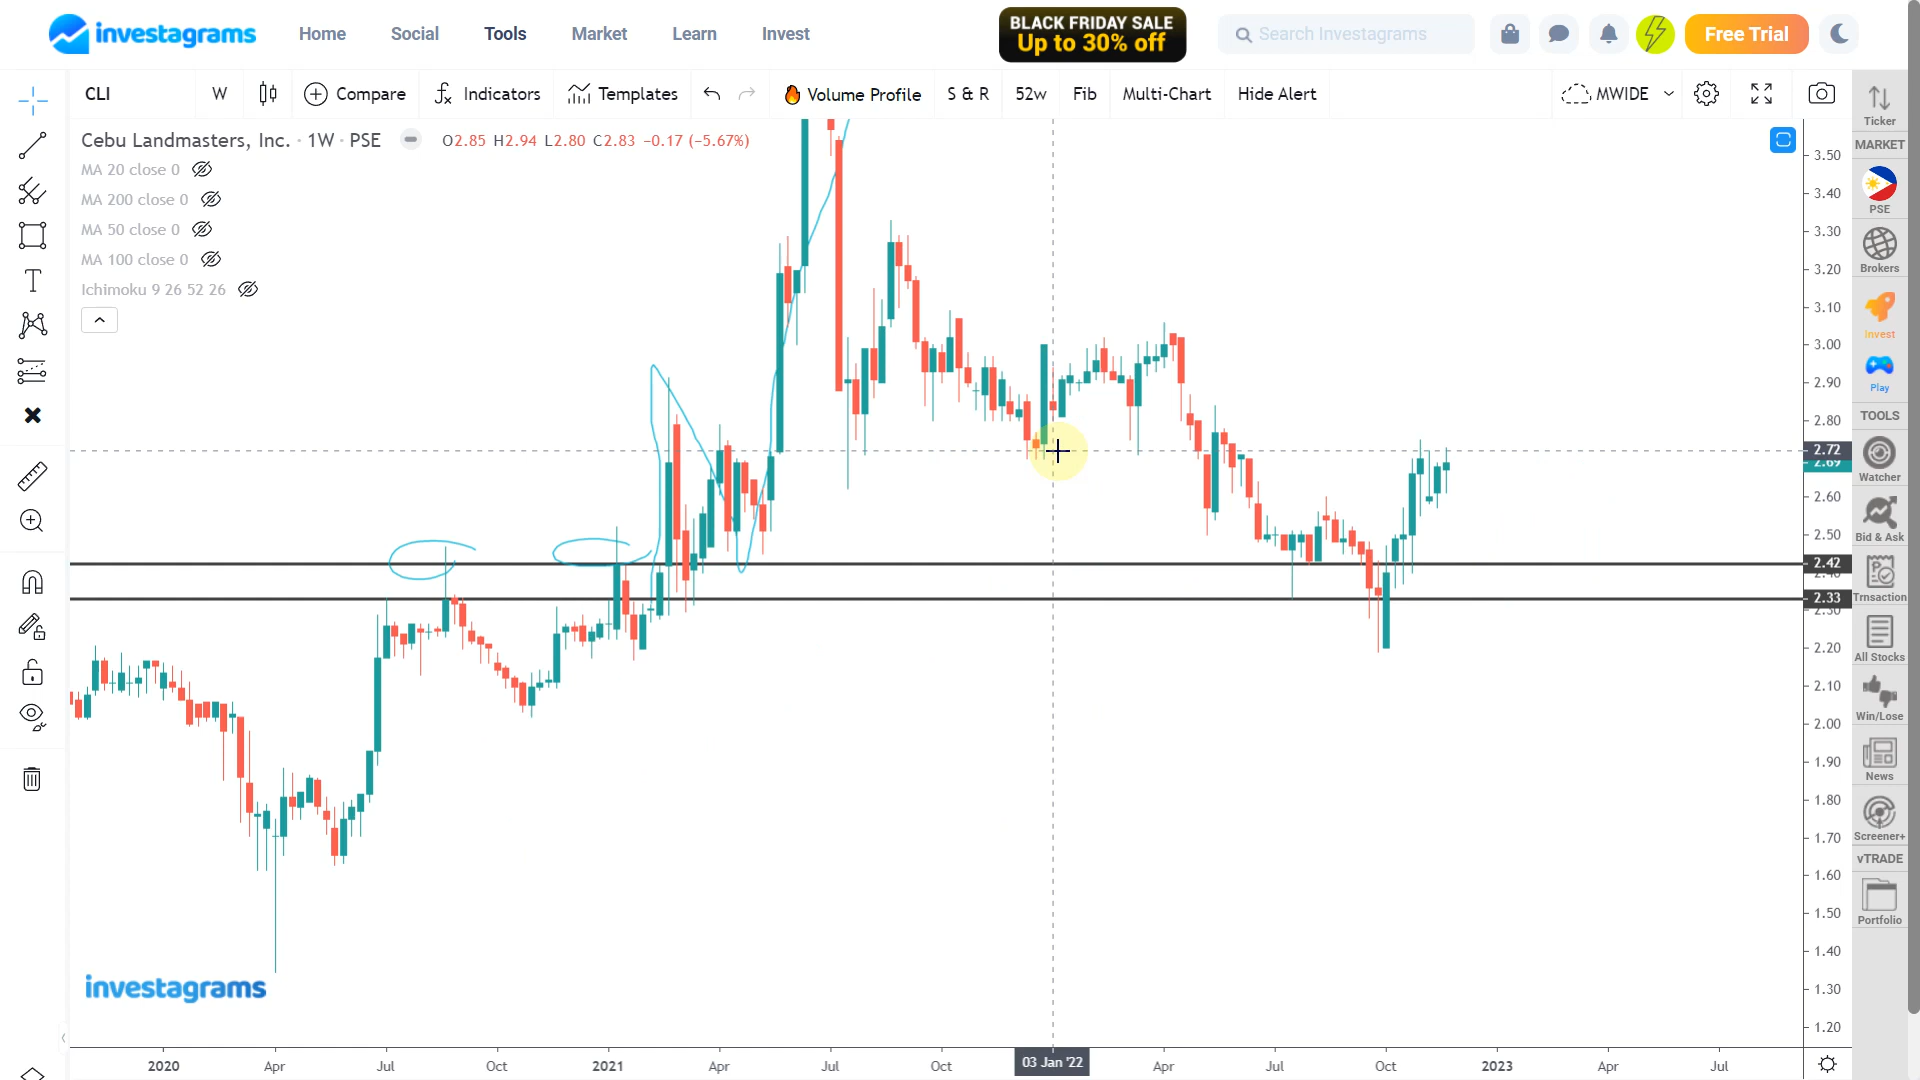 investagrams
Home
Social
Tools
Market
Learn
Invest
BLACK FRIDAY SALE
Up to 30% off
Search Investagrams
Free Trial
CLI
W
Compare
Indicators
Templates
Volume Profile
S & R
52w
Fib
Multi-Chart
Hide Alert
MWIDE
Cebu Landmasters, Inc. · 1W · PSE
O2.85 H2.94 L2.80 C2.83 -0.17 (-5.67%)
MA 20 close 0
MA 200 close 0
MA 50 close 0
MA 100 close 0
Ichimoku 9 26 52 26
3.50
3.40
3.30
3.20
3.10
3.00
2.90
2.80
2.72
2.69
2.60
2.50
2.42
2.40
2.33
2.30
2.20
2.10
2.00
1.90
1.80
1.70
1.60
1.50
1.40
1.30
1.20
investagrams
2020
Apr
Jul
Oct
2021
Apr
Jul
Oct
03 Jan '22
Apr
Jul
Oct
2023
Apr
Jul
Ticker
MARKET
PSE
Brokers
Invest
Play
TOOLS
Watcher
Bid & Ask
Trnsaction
All Stocks
Win/Lose
News
Screener+
vTRADE
Portfolio